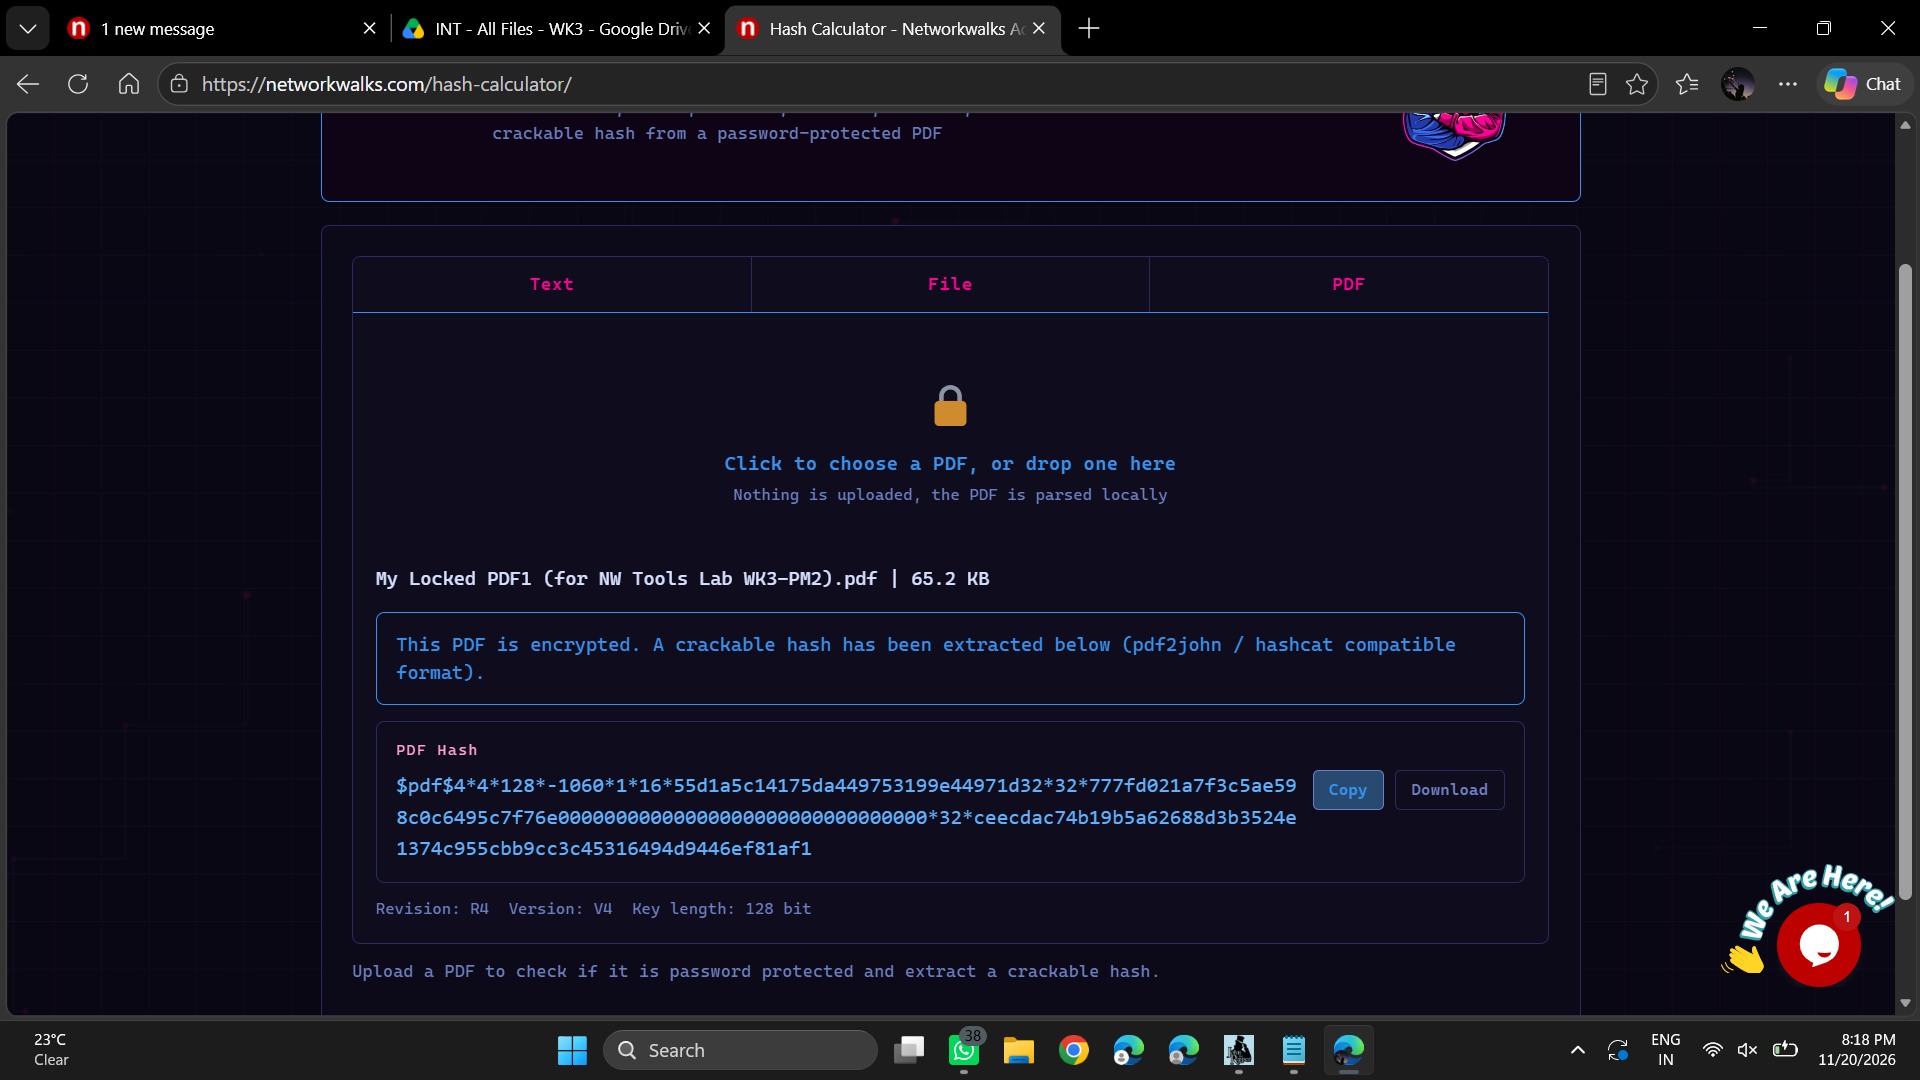 1 new message
INT - All Files - WK3 - Google Driv
Hash Calculator - Networkwalks Ac
https://networkwalks.com/hash-calculator/
Chat
crackable hash from a password-protected PDF
Text
File
PDF
Click to choose a PDF, or drop one here
Nothing is uploaded, the PDF is parsed locally
My Locked PDF1 (for NW Tools Lab WK3-PM2).pdf | 65.2 KB
This PDF is encrypted. A crackable hash has been extracted below (pdf2john / hashcat compatible
format).
PDF Hash
$pdf$4*4*128*-1060*1*16*55d1a5c14175da449753199e44971d32*32*777fd021a7f3c5ae59
8c0c6495c7f76e00000000000000000000000000000000*32*ceecdac74b19b5a62688d3b3524e
1374c955cbb9cc3c45316494d9446ef81af1
Copy
Download
Revision: R4 Version: V4 Key length: 128 bit
We Are Here!
1
Upload a PDF to check if it is password protected and extract a crackable hash.
23°C
Clear
Search
38
ENG
IN
8:18 PM
11/20/2026